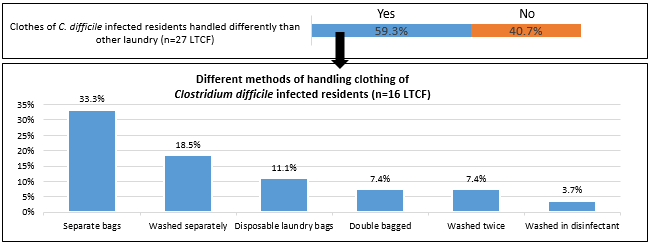 Yes No
Clothes of C. difficile infected residents handled differently than
other laundry (n=27 LTCF)
59.3% 40.7%
Different methods of handling clothing of
Clostridium difficile infected residents (n=16 LTCF)
35%
30%
25%
20%
15%
10%
5%
0%
33.3%
18.5%
11.1%
7.4%
7.4%
3.7%
Separate bags
Washed separately
Disposable laundry bags
Double bagged
Washed twice
Washed in disinfectant